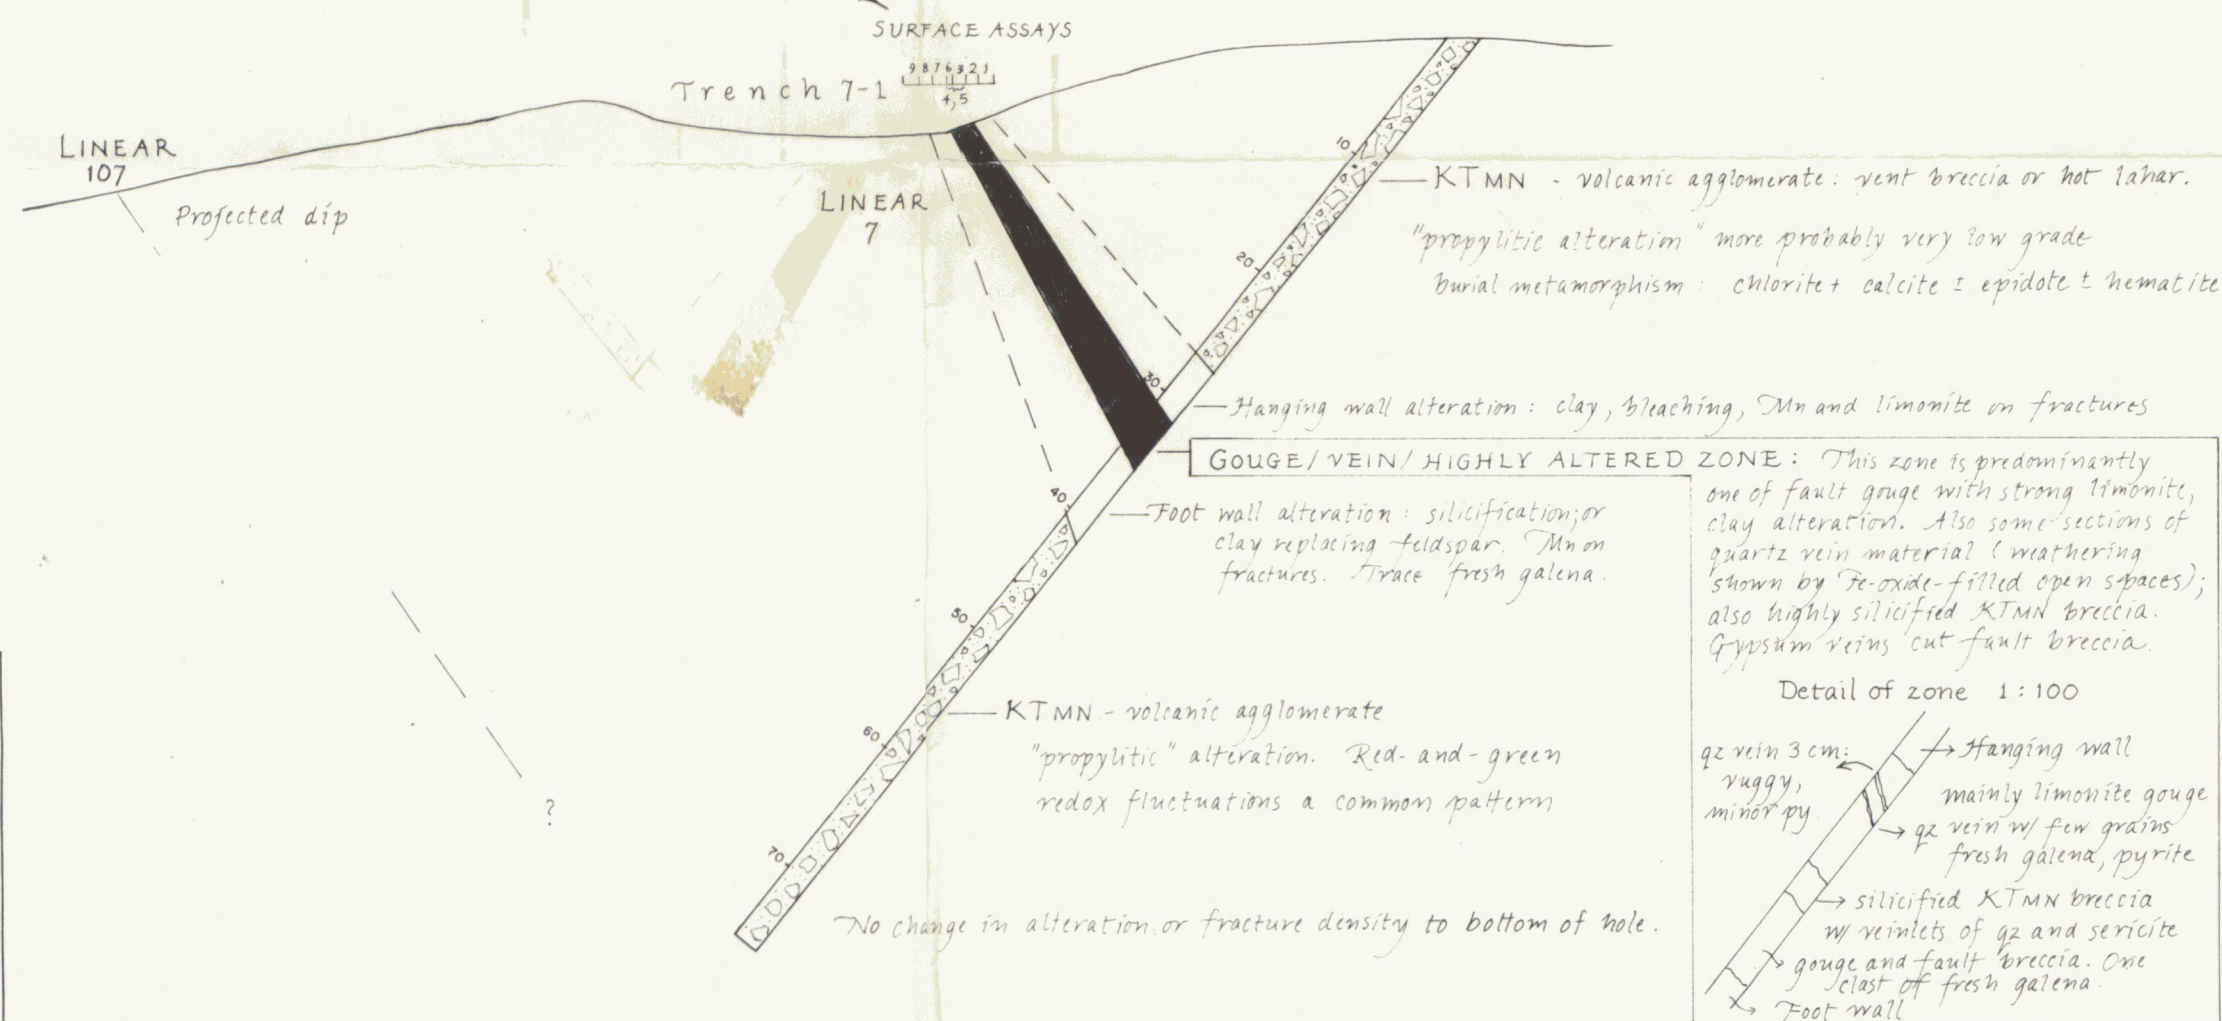 SURFACE ASSAYS
9 8 7 6 3 2 1
4,5
Trench 7-1
LINEAR
107
Projected dip
LINEAR
7
10
20
30
40
50
60
70
KTMN - volcanic agglomerate: vent breccia or hot lahar.
"propylitic alteration" more probably very low grade
burial metamorphism: chlorite + calcite ± epidote ± hematite
Hanging wall alteration: clay, bleaching, Mn and limonite on fractures
GOUGE/VEIN/HIGHLY ALTERED ZONE: This zone is predominantly
one of fault gouge with strong limonite,
clay alteration. Also some sections of
quartz vein material (weathering
shown by Fe-oxide-filled open spaces);
also highly silicified KTMN breccia.
Gypsum veins cut fault breccia.
Foot wall alteration: silicification; or
clay replacing feldspar. Mn on
fractures. Trace fresh galena.
KTMN - volcanic agglomerate
"propylitic" alteration. Red-and-green
redox fluctuations a common pattern
?
No change in alteration or fracture density to bottom of hole.
Detail of zone 1:100
qz vein 3 cm:
vuggy,
minor py.
Hanging wall
mainly limonite gouge
qz vein w/ few grains
fresh galena, pyrite
silicified KTMN breccia
w/ veinlets of qz and sericite
gouge and fault breccia. One
clast of fresh galena.
Foot wall